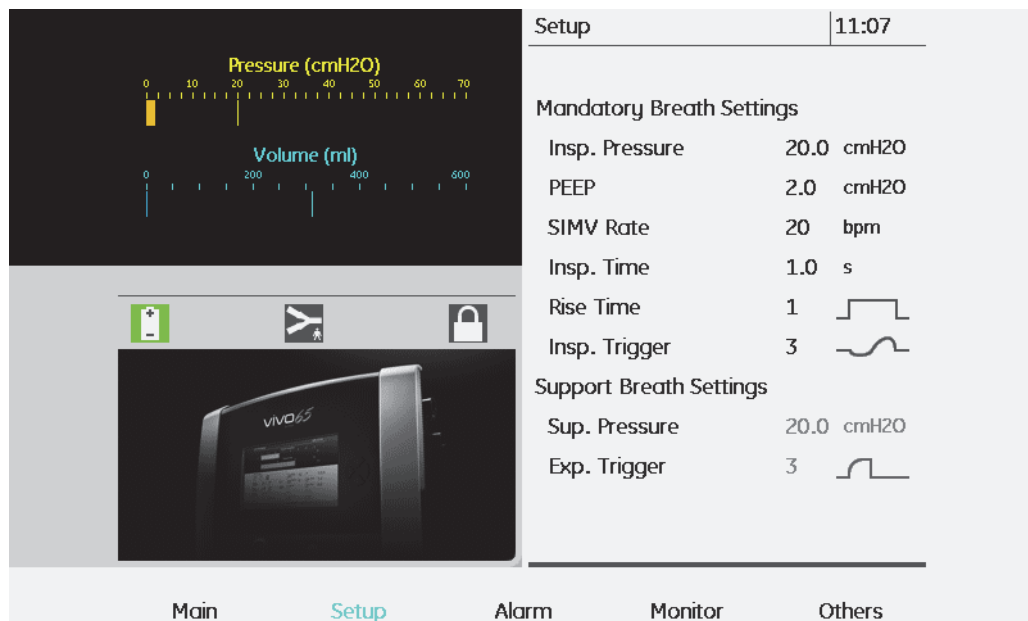 Pressure (cmH2O)
0 10 20 30 40 50 60 70
Volume (ml)
0 200 400 600
vivo65
Setup 11:07
Mandatory Breath Settings
Insp. Pressure 20.0 cmH2O
PEEP 2.0 cmH2O
SIMV Rate 20 bpm
Insp. Time 1.0 s
Rise Time 1
Insp. Trigger 3
Support Breath Settings
Sup. Pressure 20.0 cmH2O
Exp. Trigger 3
Main Setup Alarm Monitor Others